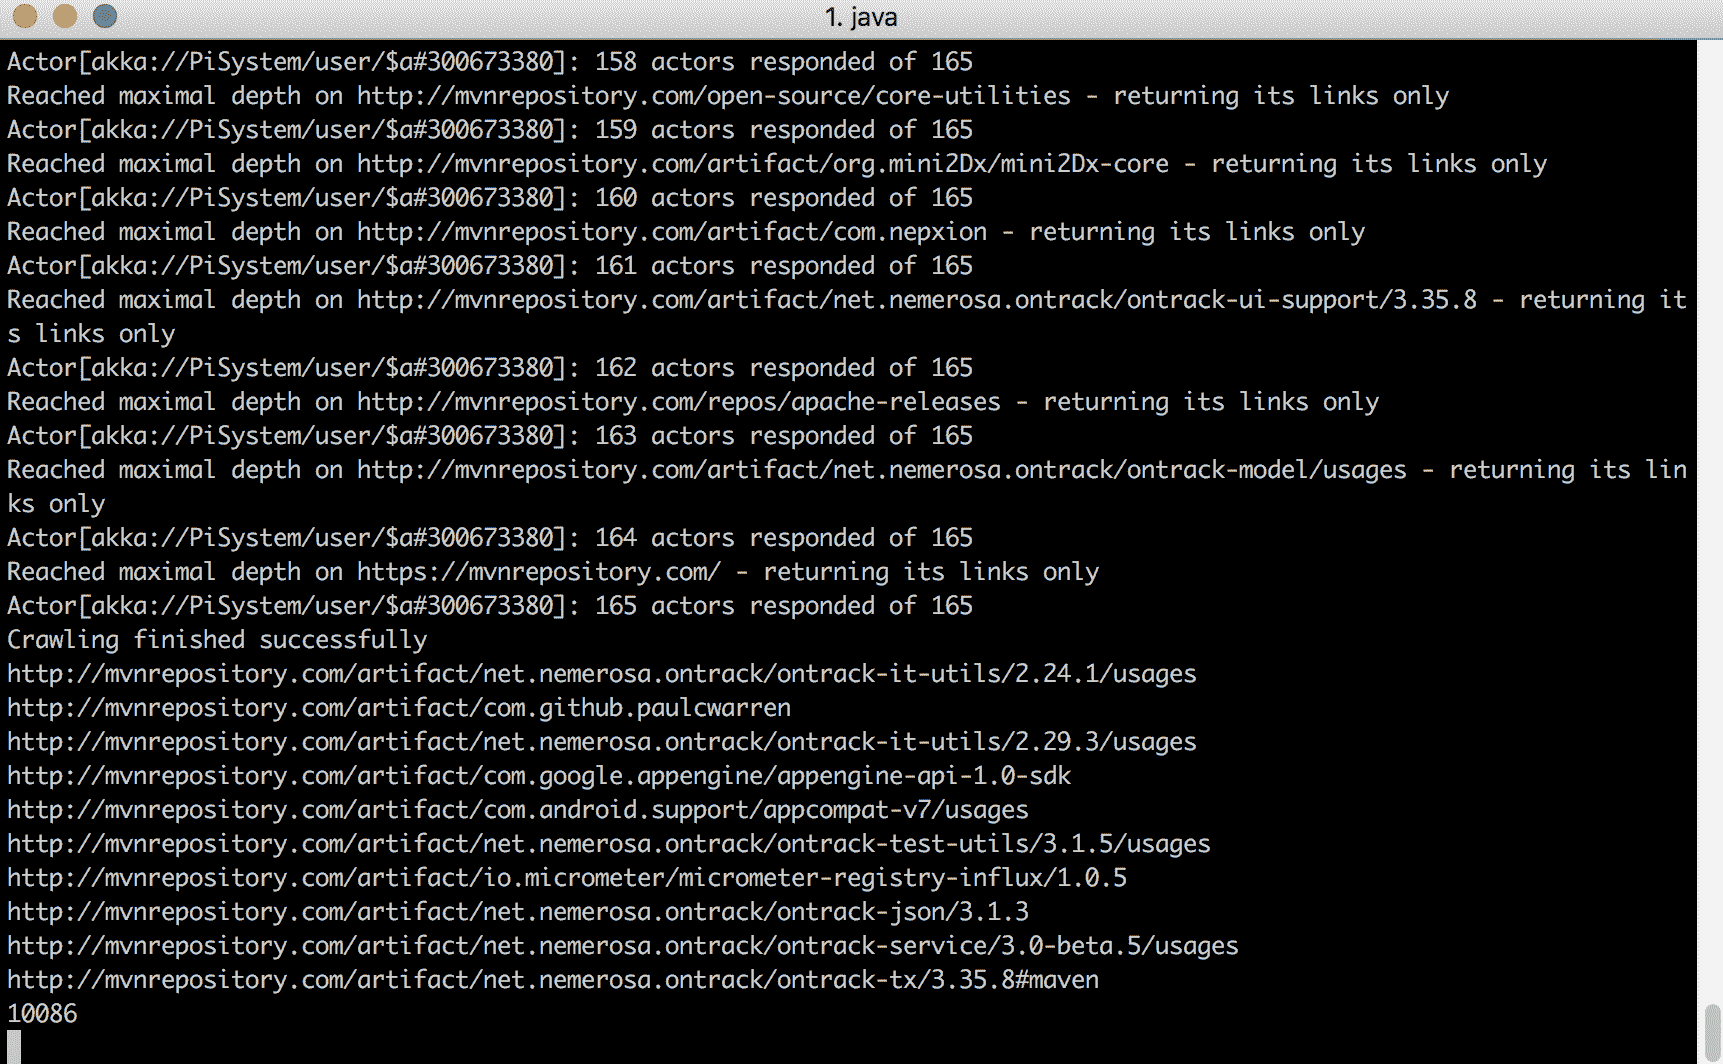 1. java
Actor[akka://PiSystem/user/$a#300673380]: 158 actors responded of 165
Reached maximal depth on http://mvnrepository.com/open-source/core-utilities - returning its links only
Actor[akka://PiSystem/user/$a#300673380]: 159 actors responded of 165
Reached maximal depth on http://mvnrepository.com/artifact/org.mini2Dx/mini2Dx-core - returning its links only
Actor[akka://PiSystem/user/$a#300673380]: 160 actors responded of 165
Reached maximal depth on http://mvnrepository.com/artifact/com.nepxion - returning its links only
Actor[akka://PiSystem/user/$a#300673380]: 161 actors responded of 165
Reached maximal depth on http://mvnrepository.com/artifact/net.nemerosa.ontrack/ontrack-ui-support/3.35.8 - returning it
s links only
Actor[akka://PiSystem/user/$a#300673380]: 162 actors responded of 165
Reached maximal depth on http://mvnrepository.com/repos/apache-releases - returning its links only
Actor[akka://PiSystem/user/$a#300673380]: 163 actors responded of 165
Reached maximal depth on http://mvnrepository.com/artifact/net.nemerosa.ontrack/ontrack-model/usages - returning its lin
ks only
Actor[akka://PiSystem/user/$a#300673380]: 164 actors responded of 165
Reached maximal depth on https://mvnrepository.com/ - returning its links only
Actor[akka://PiSystem/user/$a#300673380]: 165 actors responded of 165
Crawling finished successfully
http://mvnrepository.com/artifact/net.nemerosa.ontrack/ontrack-it-utils/2.24.1/usages
http://mvnrepository.com/artifact/com.github.paulcwarren
http://mvnrepository.com/artifact/net.nemerosa.ontrack/ontrack-it-utils/2.29.3/usages
http://mvnrepository.com/artifact/com.google.appengine/appengine-api-1.0-sdk
http://mvnrepository.com/artifact/com.android.support/appcompat-v7/usages
http://mvnrepository.com/artifact/net.nemerosa.ontrack/ontrack-test-utils/3.1.5/usages
http://mvnrepository.com/artifact/io.micrometer/micrometer-registry-influx/1.0.5
http://mvnrepository.com/artifact/net.nemerosa.ontrack/ontrack-json/3.1.3
http://mvnrepository.com/artifact/net.nemerosa.ontrack/ontrack-service/3.0-beta.5/usages
http://mvnrepository.com/artifact/net.nemerosa.ontrack/ontrack-tx/3.35.8#maven
10086